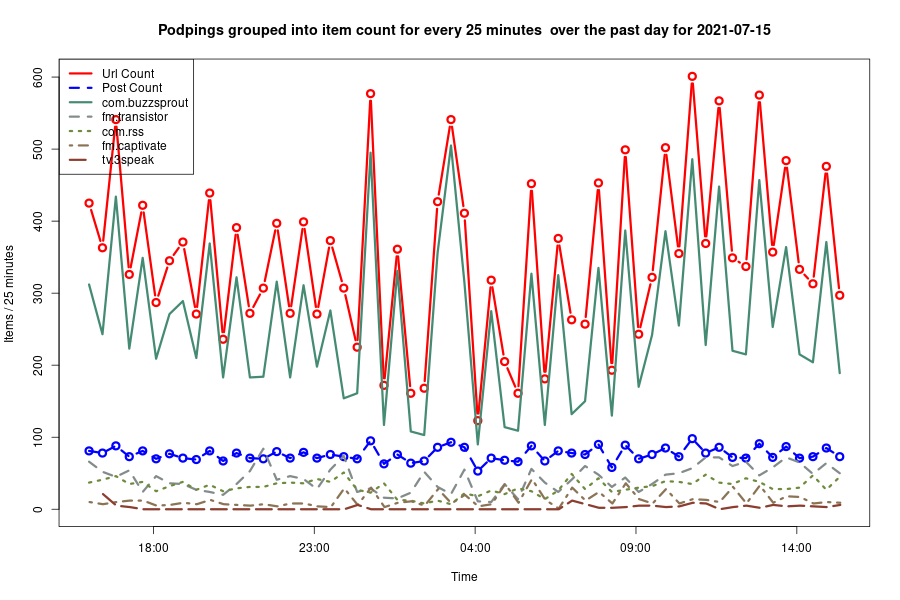 Podpings grouped into item count for every 25 minutes  over the past day for 2021-07-15
Url Count
Post Count
com.buzzsprout
fm.transistor
com.rss
fm.captivate
tv.3speak
600
500
400
300
200
100
0
Items / 25 minutes
18:00
23:00
04:00
09:00
14:00
Time